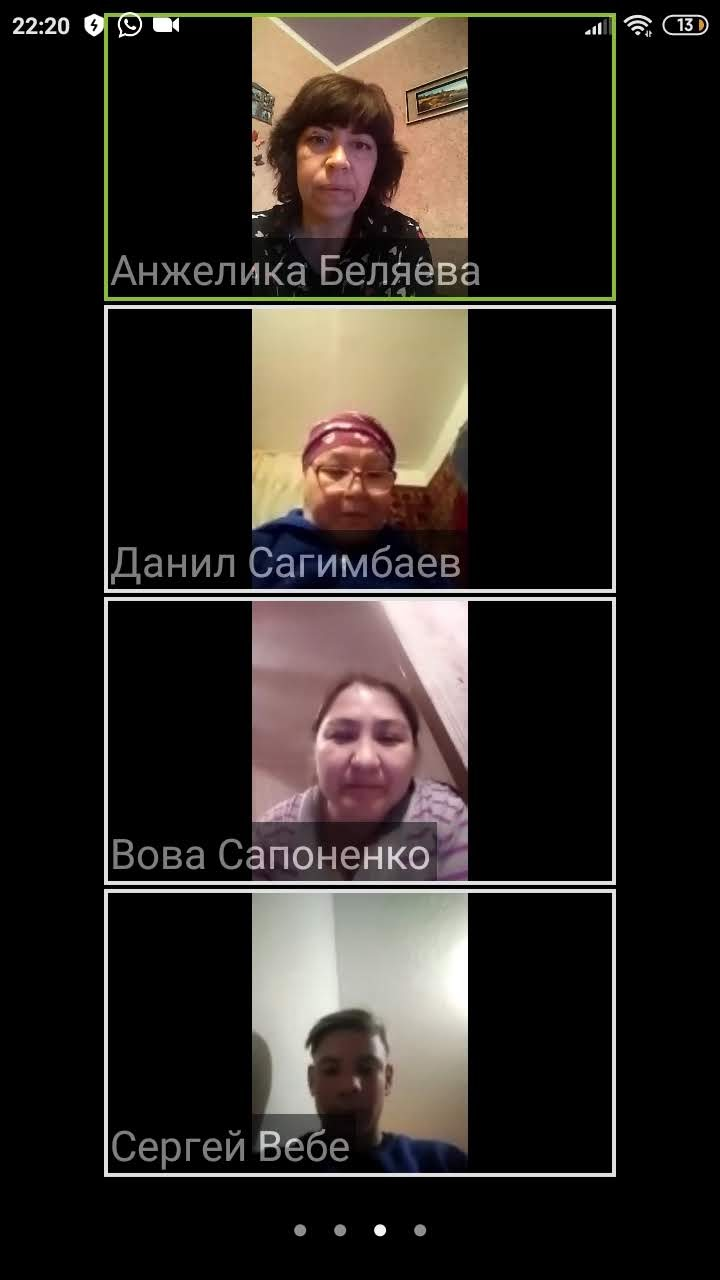 22:20 13
Анжелика Беляева
Данил Сагимбаев
Вова Сапоненко
Сергей Вебе